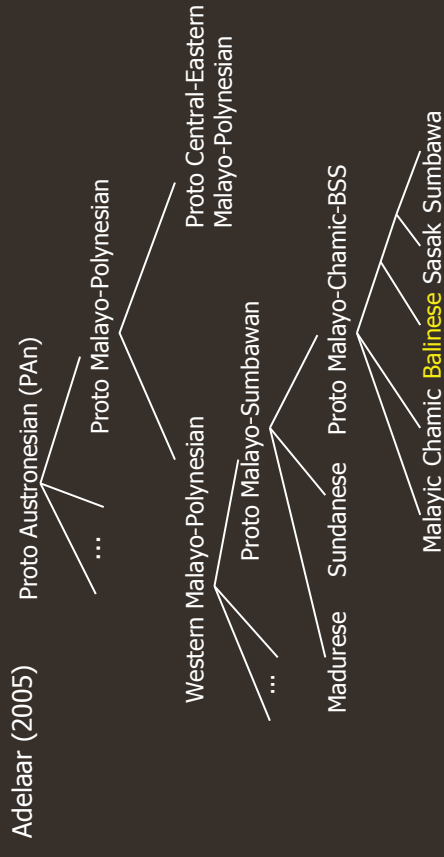 Adelaar (2005)
Proto Austronesian (PAn)
...
Proto Malayo-Polynesian
Western Malayo-Polynesian
Proto Central-Eastern
Malayo-Polynesian
...
Proto Malayo-Sumbawan
Madurese
Sundanese
Proto Malayo-Chamic-BSS
Malayic Chamic Balinese Sasak Sumbawa